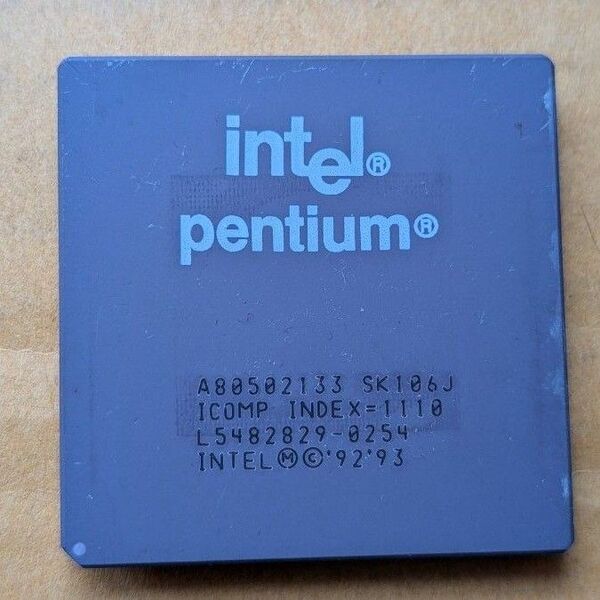 intel®
pentium®
A80502133 SK106J
ICOMP INDEX=1110
L5482829-0254
INTEL Ⓜ © '92 '93